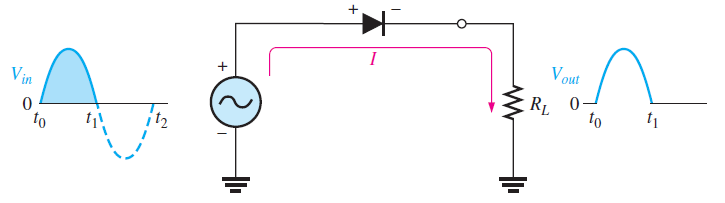 + −
I
+
−
V_in
0
t_0 t_1 t_2
R_L
V_out
0
t_0 t_1